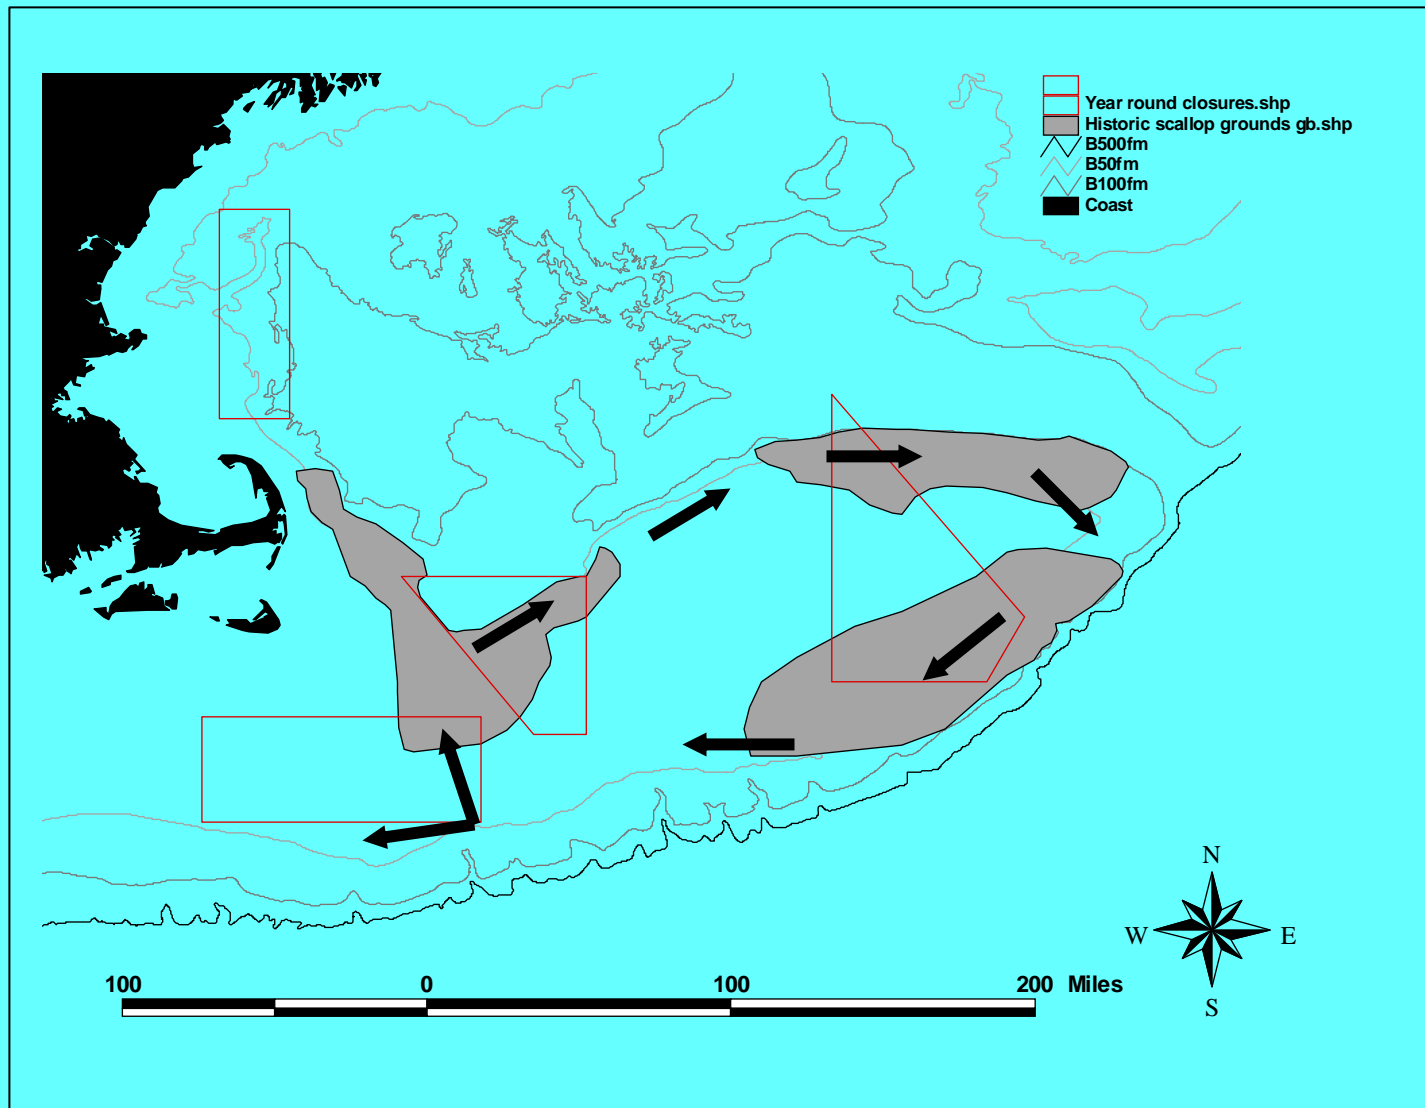 Year round closures.shp
Historic scallop grounds gb.shp
B500fm
B50fm
B100fm
Coast
N
W E
S
100 0 100 200 Miles